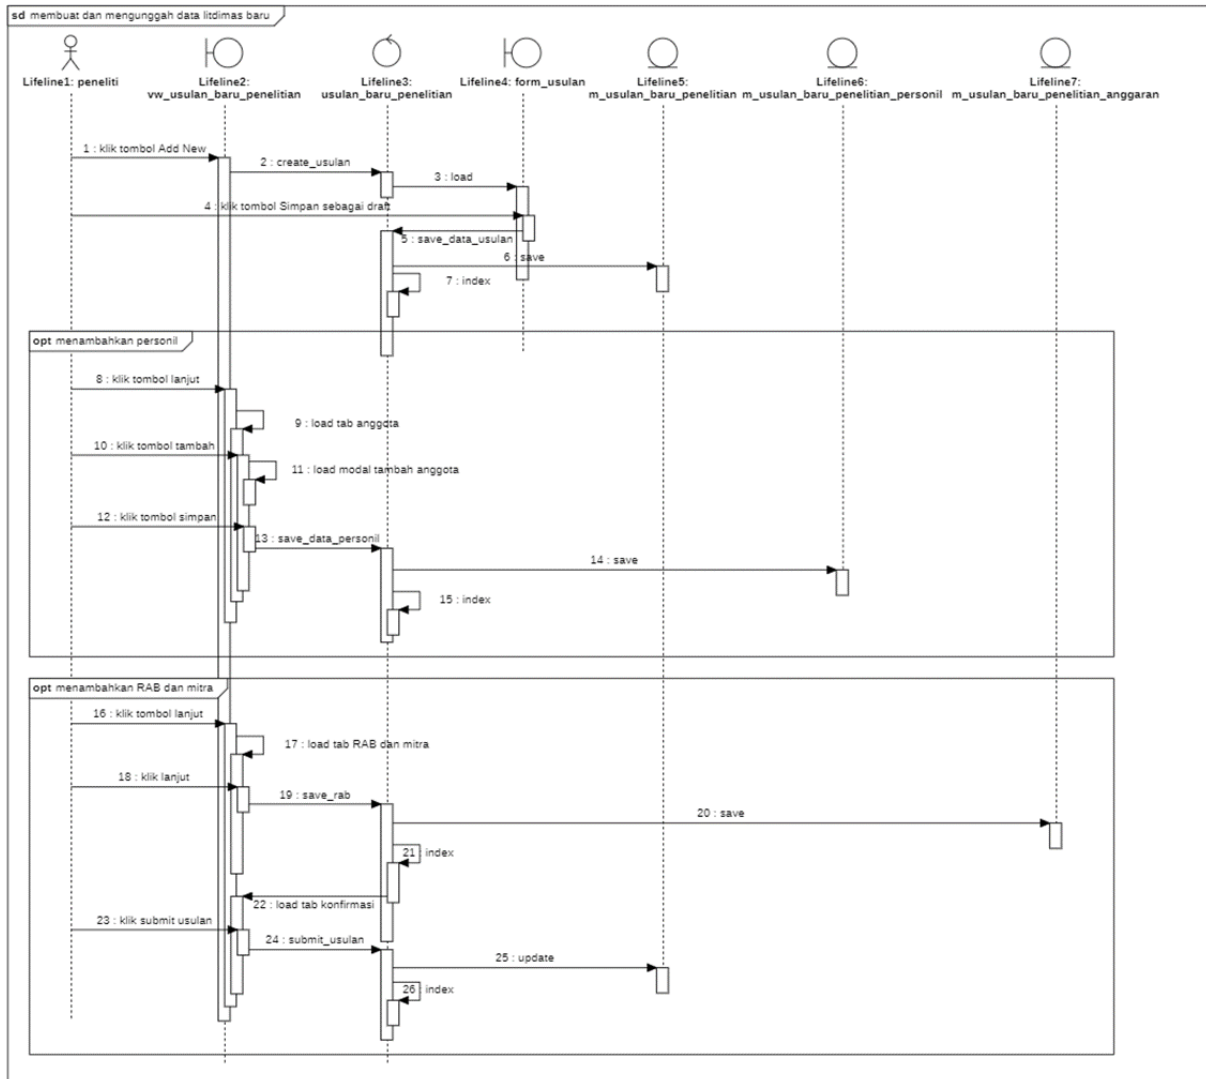 sd membuat dan mengunggah data litdimas baru
Lifeline1: peneliti
Lifeline2:
vw_usulan_baru_penelitian
Lifeline3:
usulan_baru_penelitian
Lifeline4: form_usulan
Lifeline5:
m_usulan_baru_penelitian
Lifeline6:
m_usulan_baru_penelitian_personil
Lifeline7:
m_usulan_baru_penelitian_anggaran
1 : klik tombol Add New
2 : create_usulan
3 : load
4 : klik tombol Simpan sebagai draft
5 : save_data_usulan
6 : save
7 : index
opt menambahkan personil
8 : klik tombol lanjut
9 : load tab anggota
10 : klik tombol tambah
11 : load modal tambah anggota
12 : klik tombol simpan
13 : save_data_personil
14 : save
15 : index
opt menambahkan RAB dan mitra
16 : klik tombol lanjut
17 : load tab RAB dan mitra
18 : klik lanjut
19 : save_rab
20 : save
21 : index
22 : load tab konfirmasi
23 : klik submit usulan
24 : submit_usulan
25 : update
26 : index